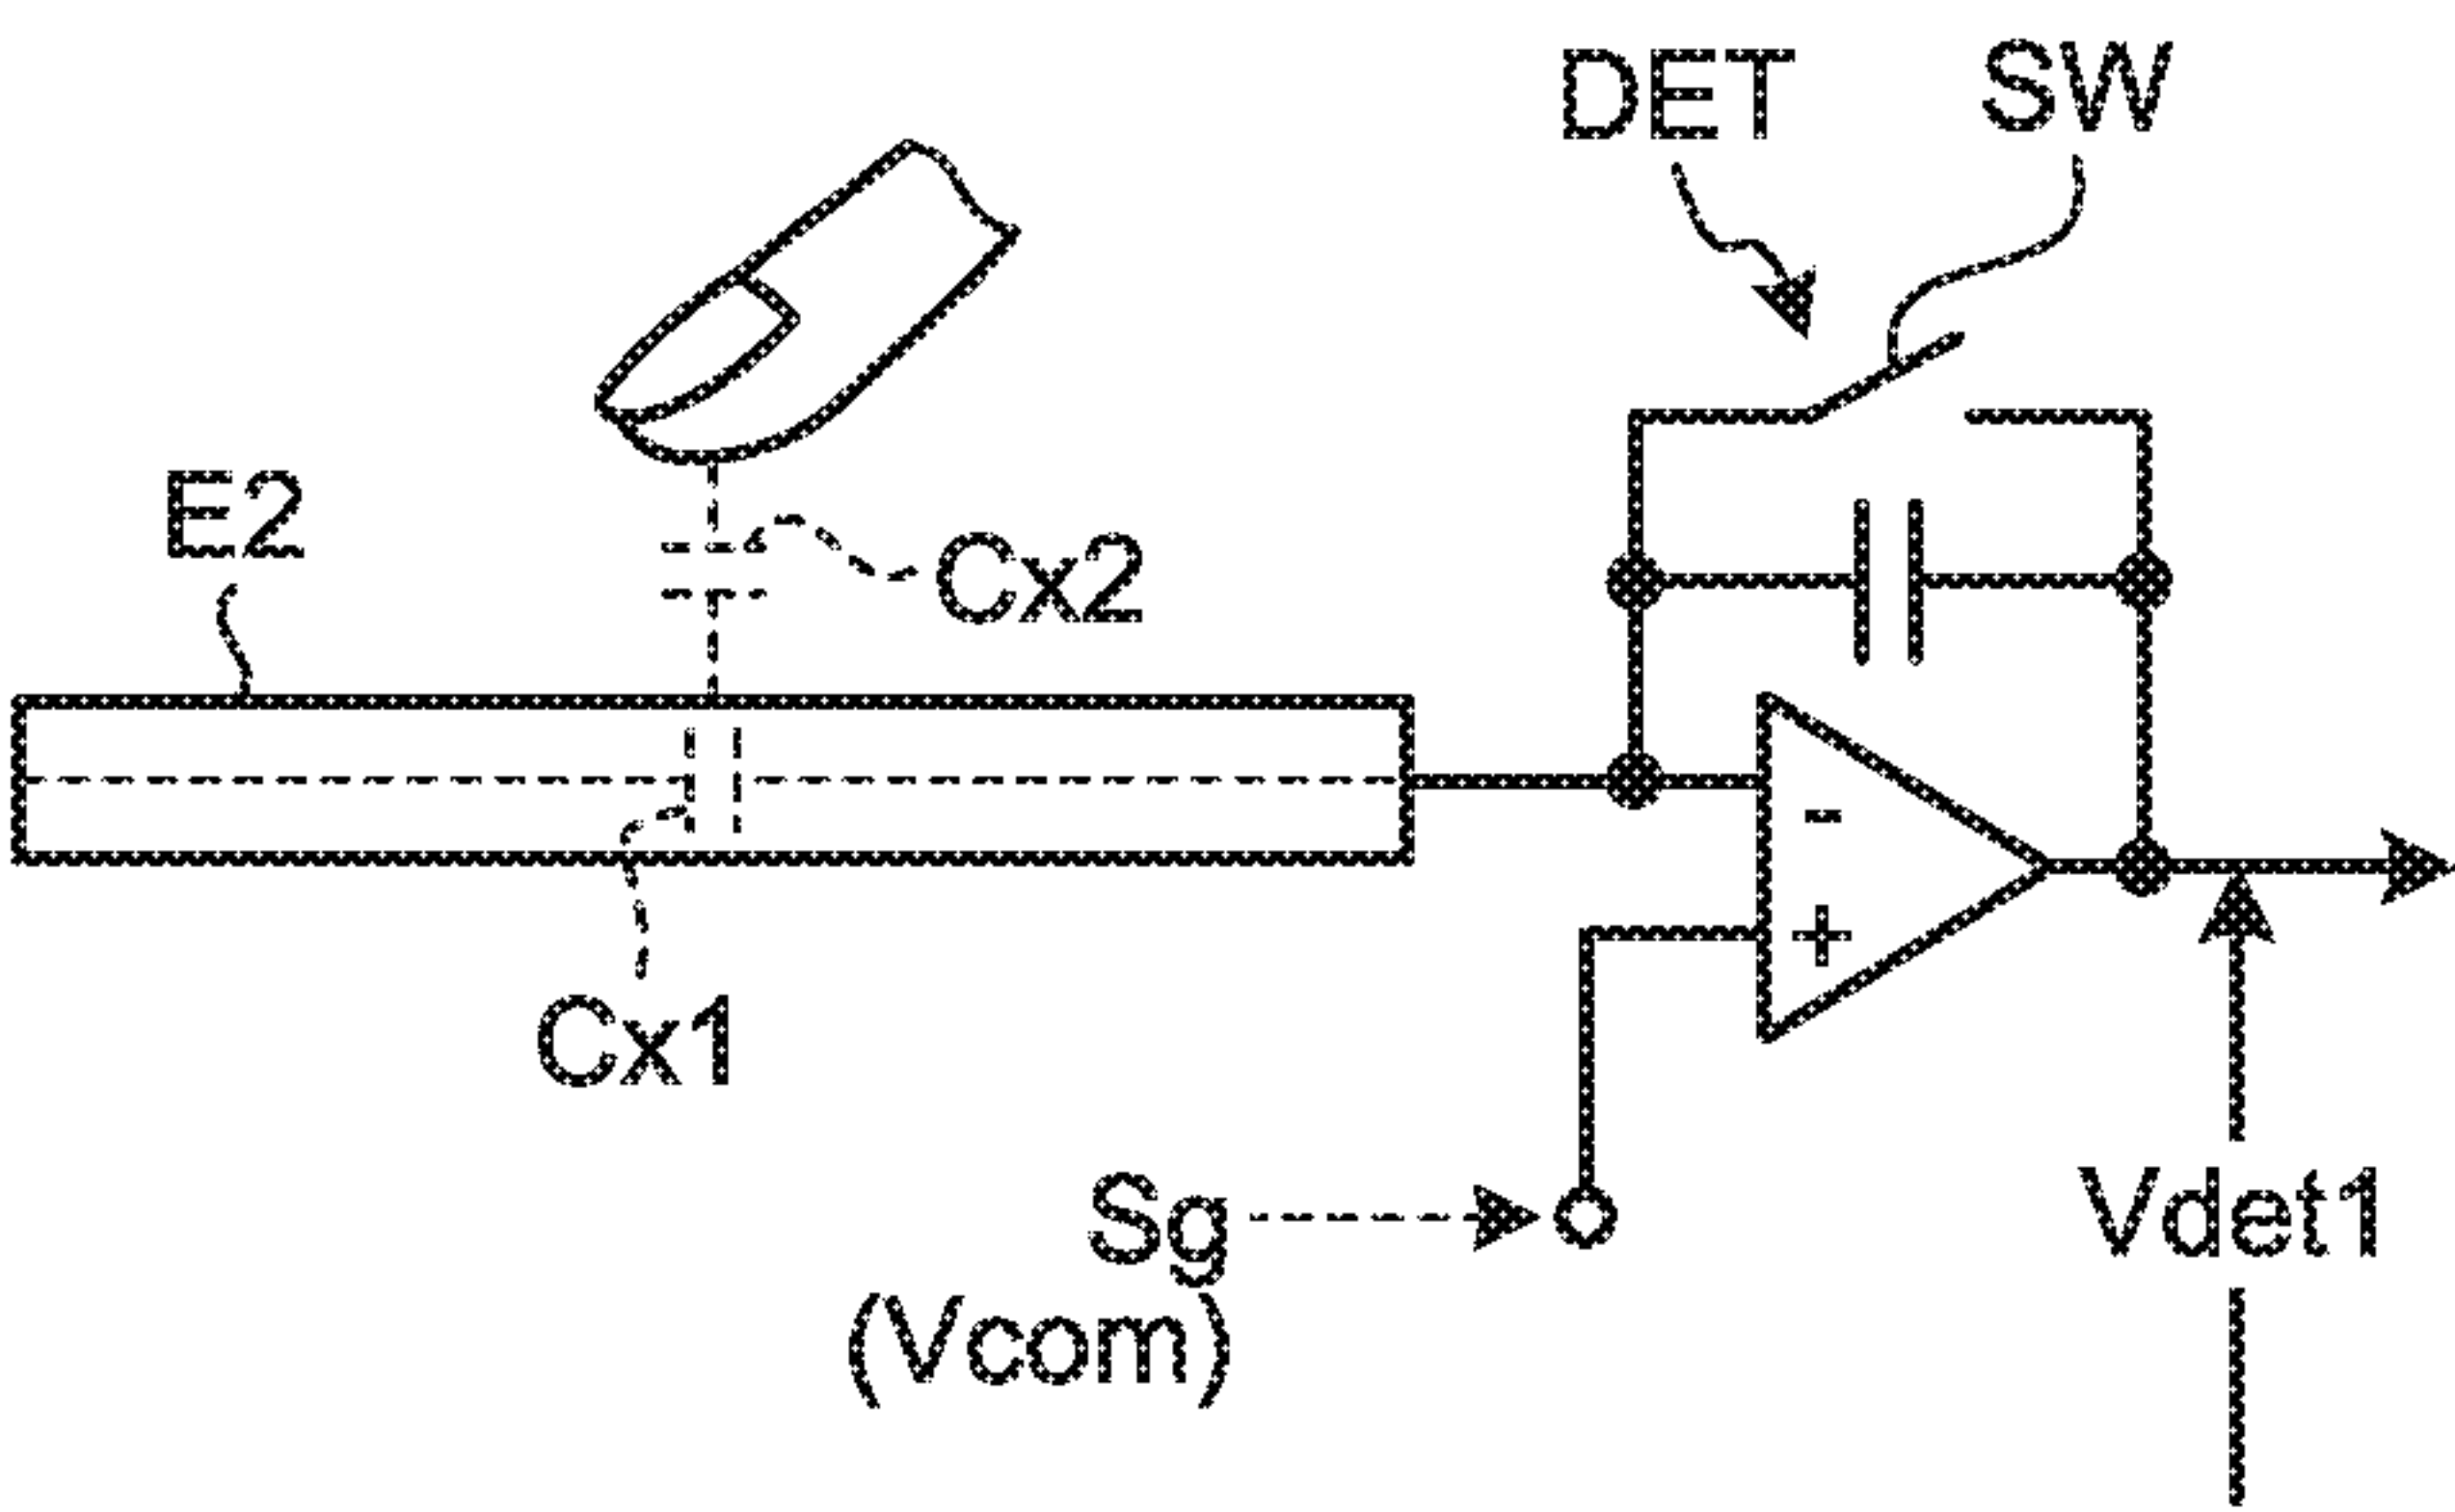 DET
SW
E2
Cx2
-
+
Cx1
Sg
(Vcom)
Vdet1